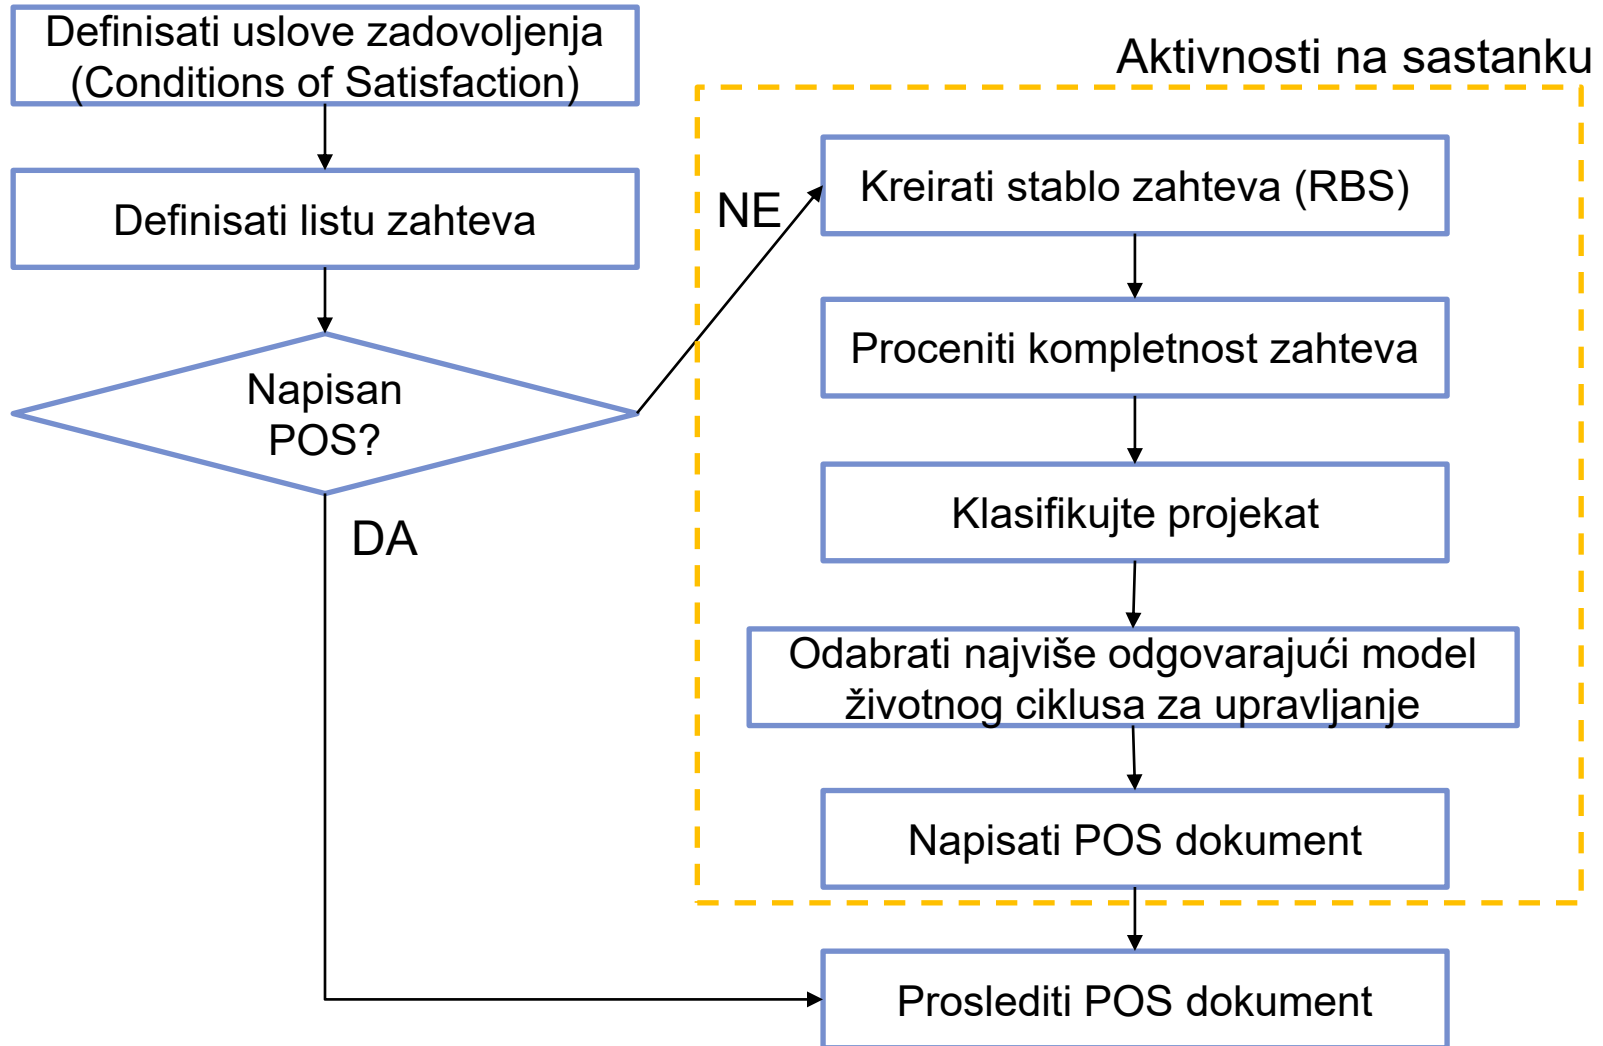 Definisati uslove zadovoljenja
(Conditions of Satisfaction)
Definisati listu zahteva
Napisan
POS?
NE
DA
Aktivnosti na sastanku
Kreirati stablo zahteva (RBS)
Proceniti kompletnost zahteva
Klasifikujte projekat
Odabrati najviše odgovarajući model
životnog ciklusa za upravljanje
Napisati POS dokument
Proslediti POS dokument